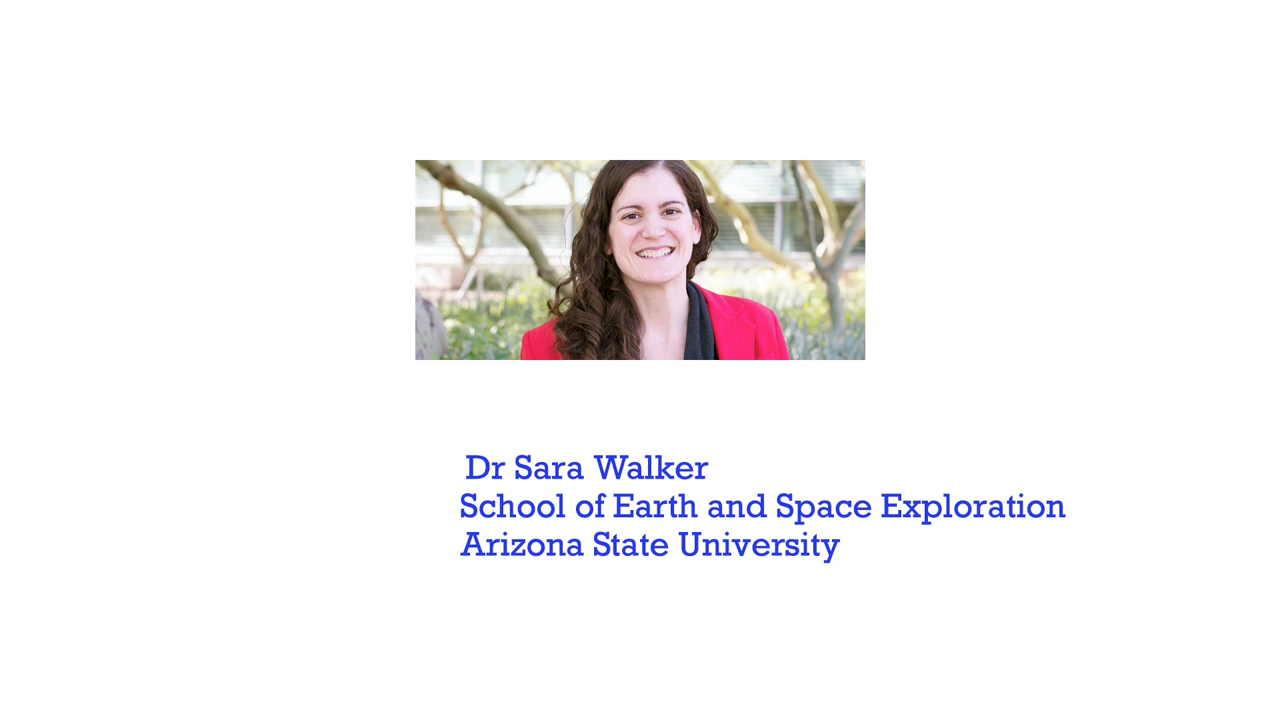 Dr Sara Walker
School of Earth and Space Exploration
Arizona State University